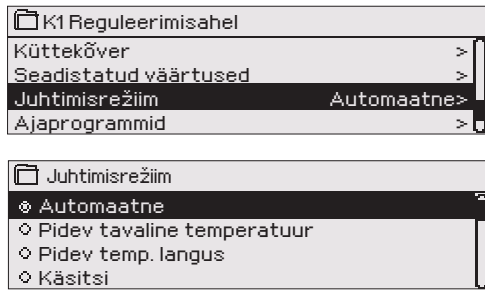 K1 Reguleerimisahel
Küttekõver >
Seadistatud väärtused >
Juhtimisrežiim Automaatne>
Ajaprogrammid >
Juhtimisrežiim
Automaatne
Pidev tavaline temperatuur
Pidev temp. langus
Käsitsi